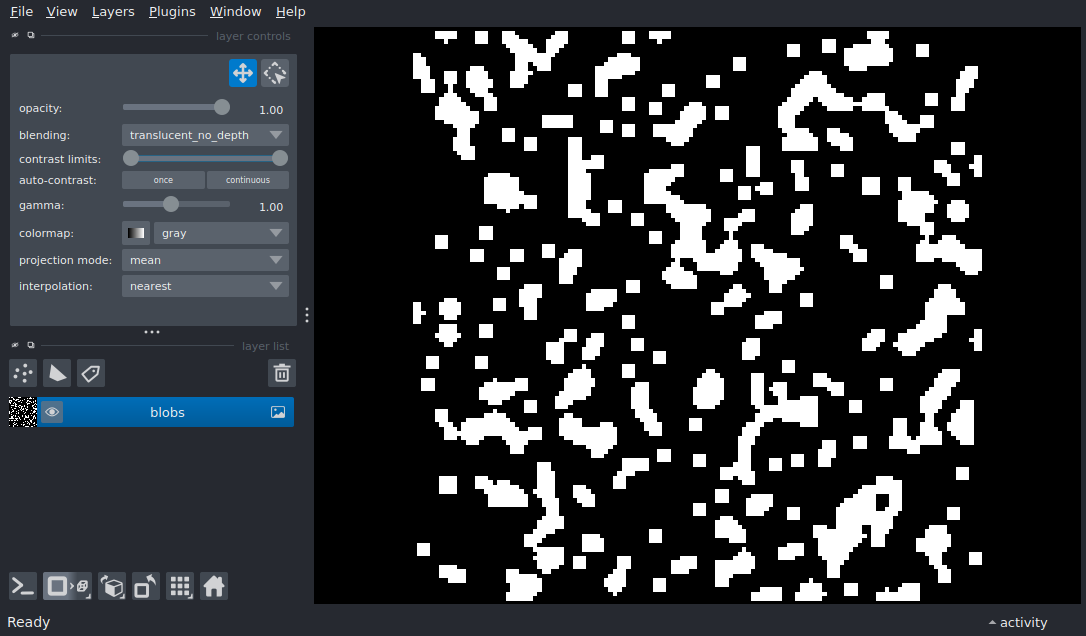 File View Layers Plugins Window Help
layer controls
opacity: 1.00
blending: translucent_no_depth
contrast limits:
auto-contrast: once continuous
gamma: 1.00
colormap: gray
projection mode: mean
interpolation: nearest
layer list
blobs
Ready
activity